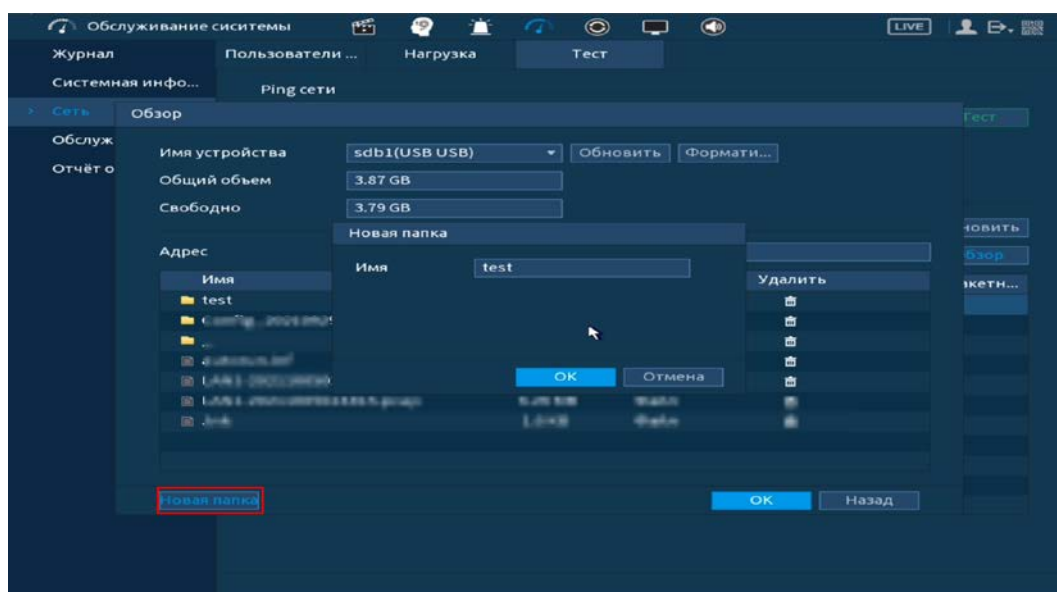 Обслуживание сиситемы
LIVE
Журнал
Пользователи ...
Нагрузка
Тест
Системная инфо...
Ping сети
Сеть
Обзор
Тест
Обслуж
Имя устройства
sdb1(USB USB)
Обновить
Формати...
Отчёт о
Общий объем
3.87 GB
Свободно
3.79 GB
Новая папка
новить
Адрес
бзор
Имя
test
Имя
Удалить
акетн...
test
..
OK
Отмена
Новая папка
OK
Назад